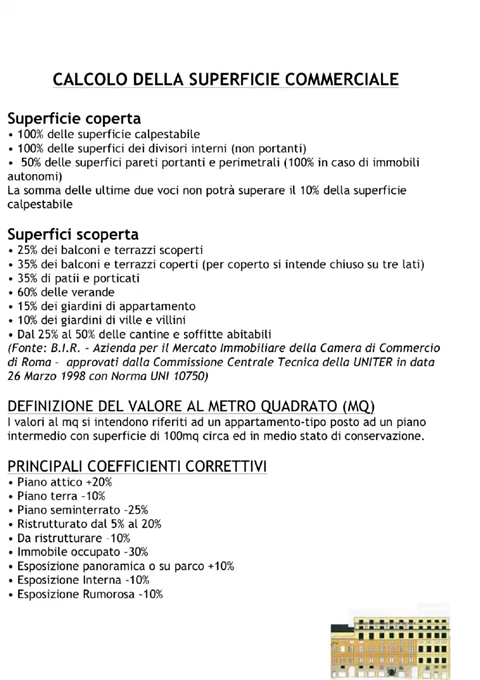 CALCOLO DELLA SUPERFICIE COMMERCIALE
Superficie coperta
• 100% delle superficie calpestabile
• 100% delle superfici dei divisori interni (non portanti)
• 50% delle superfici pareti portanti e perimetrali (100% in caso di immobili
autonomi)
La somma delle ultime due voci non potrà superare il 10% della superficie
calpestabile
Superfici scoperta
• 25% dei balconi e terrazzi scoperti
• 35% dei balconi e terrazzi coperti (per coperto si intende chiuso su tre lati)
• 35% di patii e porticati
• 60% delle verande
• 15% dei giardini di appartamento
• 10% dei giardini di ville e villini
• Dal 25% al 50% delle cantine e soffitte abitabili
(Fonte: B.I.R. - Azienda per il Mercato Immobiliare della Camera di Commercio
di Roma - approvati dalla Commissione Centrale Tecnica della UNITER in data
26 Marzo 1998 con Norma UNI 10750)
DEFINIZIONE DEL VALORE AL METRO QUADRATO (MQ)
I valori al mq si intendono riferiti ad un appartamento-tipo posto ad un piano
intermedio con superficie di 100mq circa ed in medio stato di conservazione.
PRINCIPALI COEFFICIENTI CORRETTIVI
• Piano attico +20%
• Piano terra -10%
• Piano seminterrato -25%
• Ristrutturato dal 5% al 20%
• Da ristrutturare -10%
• Immobile occupato -30%
• Esposizione panoramica o su parco +10%
• Esposizione Interna -10%
• Esposizione Rumorosa -10%